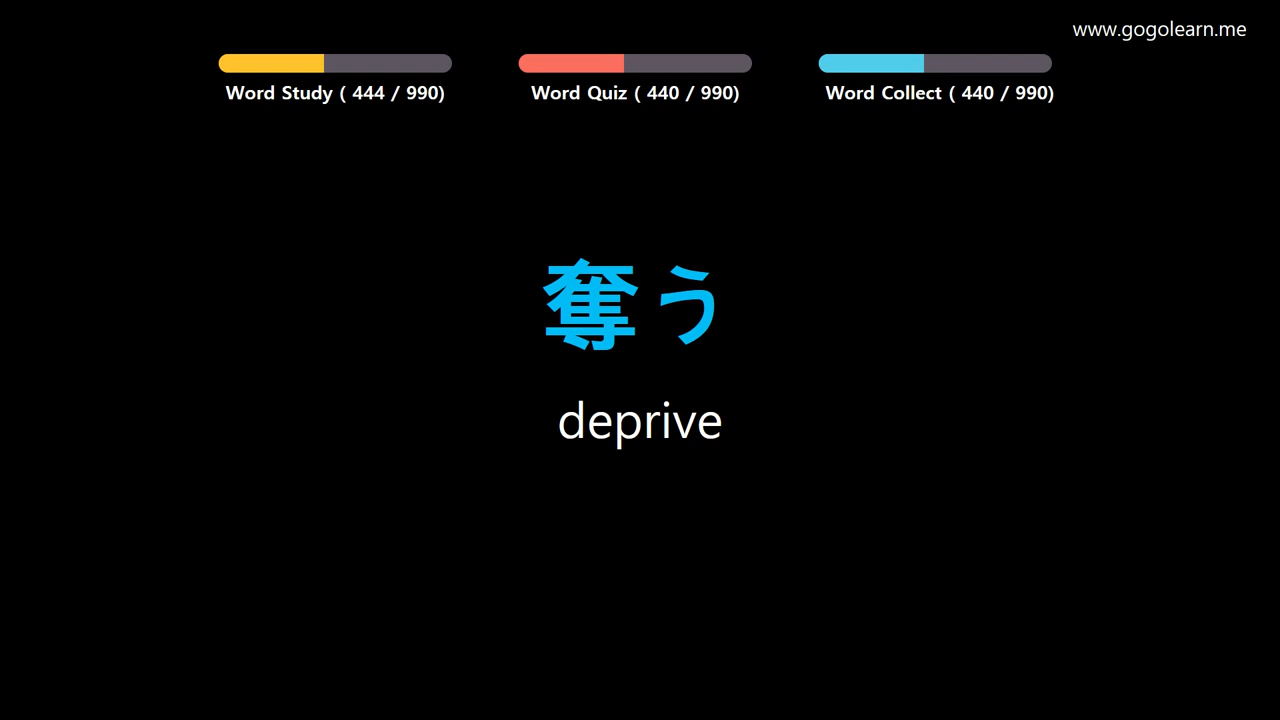 www.gogolearn.me
Word Study ( 444 / 990)
Word Quiz ( 440 / 990)
Word Collect ( 440 / 990)
奪う
deprive